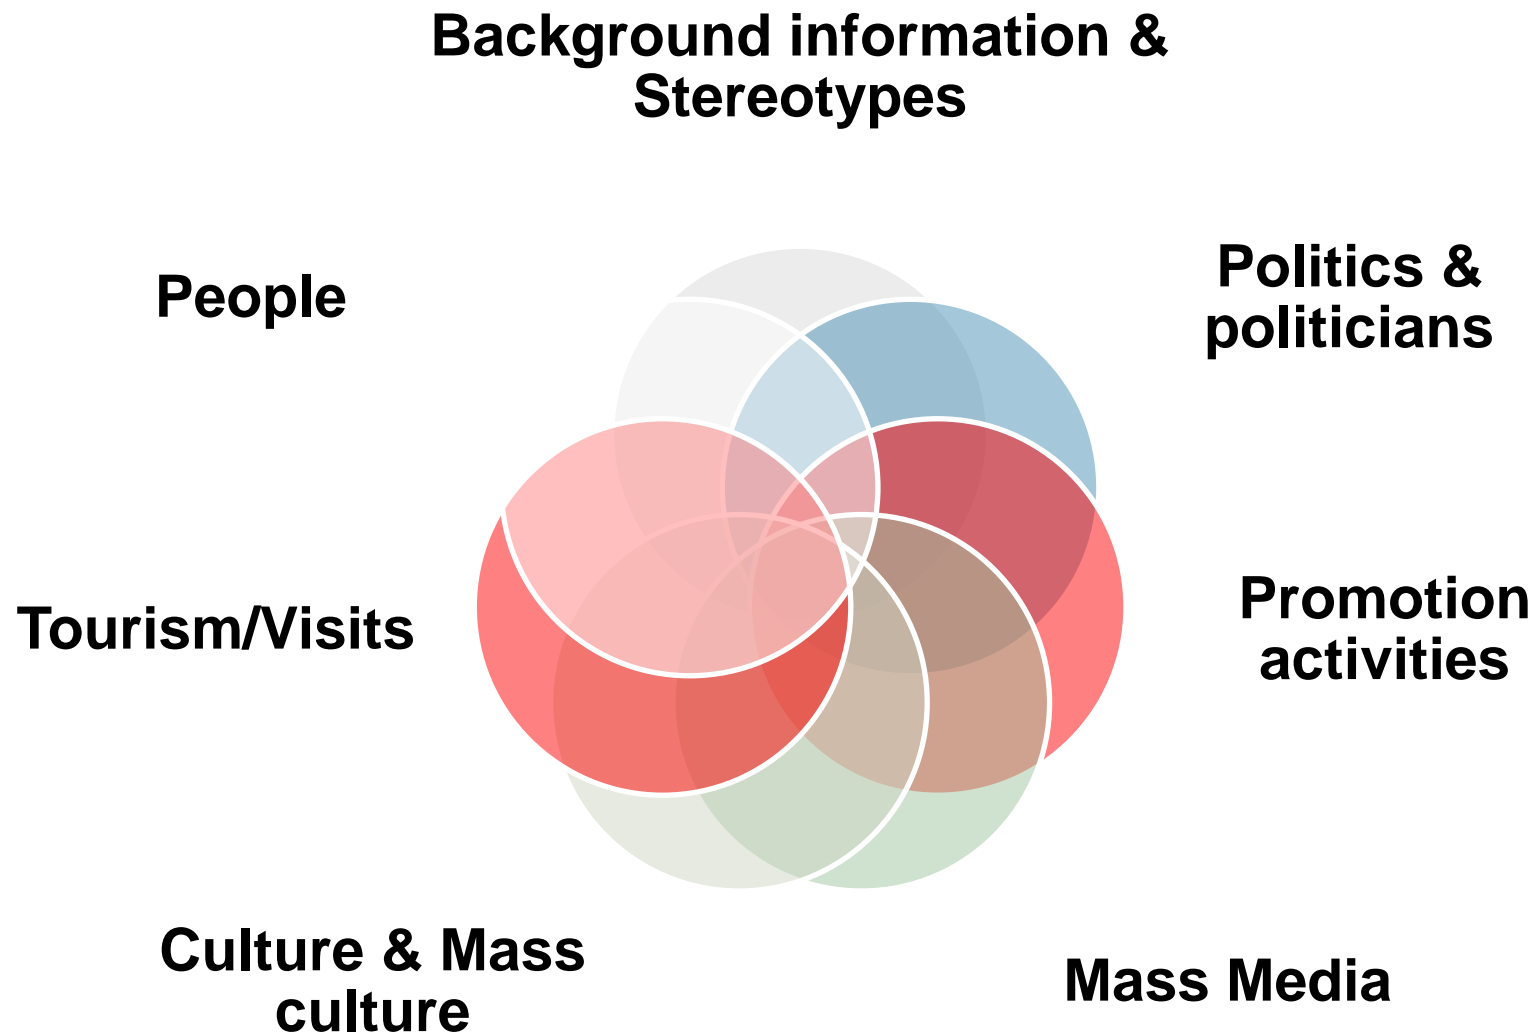 Background information &
Stereotypes
People
Politics &
politicians
Tourism/Visits
Promotion
activities
Culture & Mass
culture
Mass Media